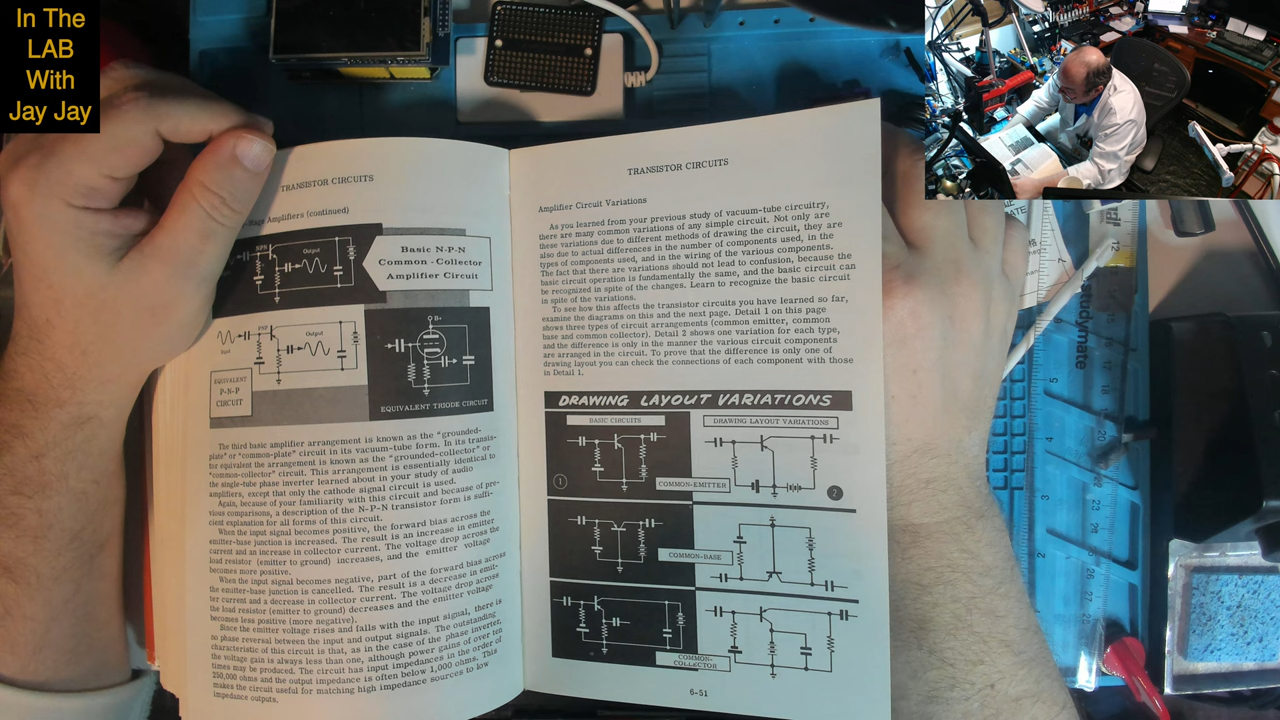 In The
LAB
With
Jay Jay
TRANSISTOR CIRCUITS
Amplifiers (continued)
NPN
Output
Basic N-P-N
Common-Collector
Amplifier Circuit
PNP
Output
Input
B+
EQUIVALENT
P-N-P
CIRCUIT
EQUIVALENT TRIODE CIRCUIT
The third basic amplifier arrangement is known as the "grounded-
plate" or "common-plate" circuit in its vacuum-tube form. In its transis-
tor equivalent the arrangement is known as the "grounded-collector" or
"common-collector" circuit. This arrangement is essentially identical to
the single-tube phase inverter learned about in your study of audio
amplifiers, except that only the cathode signal circuit is used.
Again, because of your familiarity with this circuit and because of pre-
vious comparisons, a description of the N-P-N transistor form is suffi-
cient explanation for all forms of this circuit.
When the input signal becomes positive, the forward bias across the
emitter-base junction is increased. The result is an increase in emitter
current and an increase in collector current. The voltage drop across the
load resistor (emitter to ground) increases, and the emitter voltage
becomes more positive.
When the input signal becomes negative, part of the forward bias across
the emitter-base junction is cancelled. The result is a decrease in emit-
ter current and a decrease in collector current. The voltage drop across
the load resistor (emitter to ground) decreases and the emitter voltage
becomes less positive (more negative).
Since the emitter voltage rises and falls with the input signal, there is
no phase reversal between the input and output signals. The outstanding
characteristic of this circuit is that, as in the case of the phase inverter,
the voltage gain is always less than one, although power gains of over ten
times may be produced. The circuit has input impedances in the order of
250,000 ohms and the output impedance is often below 1,000 ohms. This
makes the circuit useful for matching high impedance sources to low
impedance outputs.
TRANSISTOR CIRCUITS
Amplifier Circuit Variations
As you learned from your previous study of vacuum-tube circuitry,
there are many common variations of any simple circuit. Not only are
these variations due to different methods of drawing the circuit, they are
also due to actual differences in the number of components used, in the
types of components used, and in the wiring of the various components.
The fact that there are variations should not lead to confusion, because the
basic circuit operation is fundamentally the same, and the basic circuit can
be recognized in spite of the changes. Learn to recognize the basic circuit
in spite of the variations.
To see how this affects the transistor circuits you have learned so far,
examine the diagrams on this and the next page. Detail 1 on this page
shows three types of circuit arrangements (common emitter, common
base and common collector). Detail 2 shows one variation for each type,
and the difference is only in the manner the various circuit components
are arranged in the circuit. To prove that the difference is only one of
drawing layout you can check the connections of each component with those
in Detail 1.
DRAWING LAYOUT VARIATIONS
BASIC CIRCUITS
DRAWING LAYOUT VARIATIONS
1
COMMON-EMITTER
2
COMMON-BASE
COMMON-
COLLECTOR
6-51
studymate